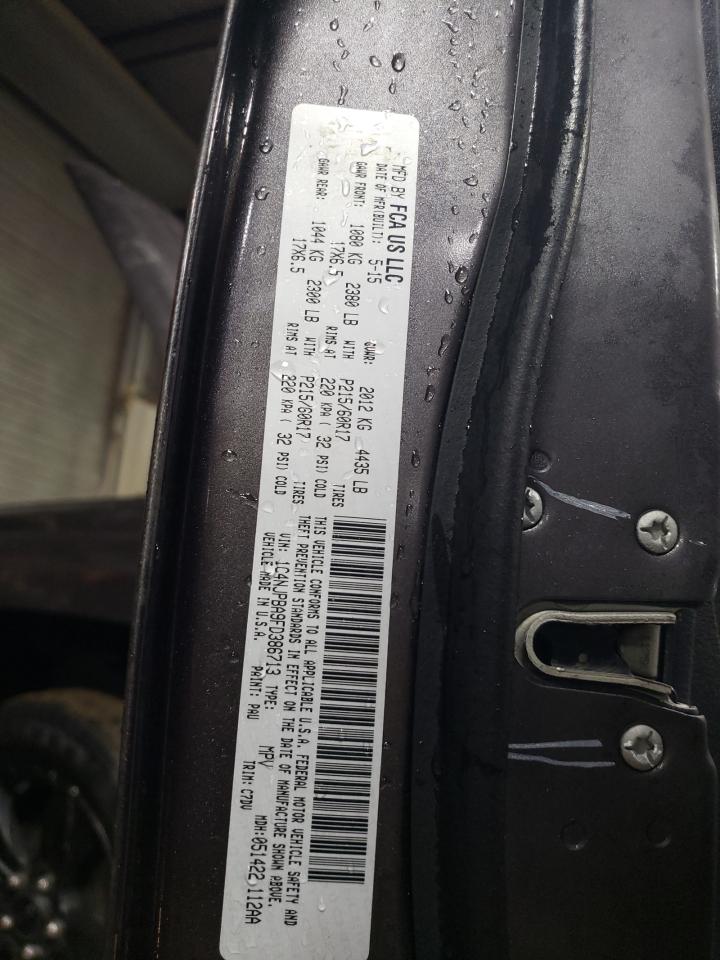 MFD BY FCA US LLC
DATE OF MFR(BUILT): 5-15 GVWR: 2012 KG 4435 LB
GAWR FRONT: 1080 KG 2380 LB WITH P215/60R17 TIRES
17X6.5 RIMS AT 220 KPA ( 32 PSI) COLD
GAWR REAR: 1044 KG 2300 LB WITH P215/60R17 TIRES
17X6.5 RIMS AT 220 KPA ( 32 PSI) COLD
THIS VEHICLE CONFORMS TO ALL APPLICABLE U.S.A. FEDERAL MOTOR VEHICLE SAFETY AND
THEFT PREVENTION STANDARDS IN EFFECT ON THE DATE OF MANUFACTURE SHOWN ABOVE.
VIN: 1C4NJPBA9FD386713 TYPE: MPV MDH:051422 112AA
VEHICLE MADE IN U.S.A. PAINT: PAU TRIM: C7DV